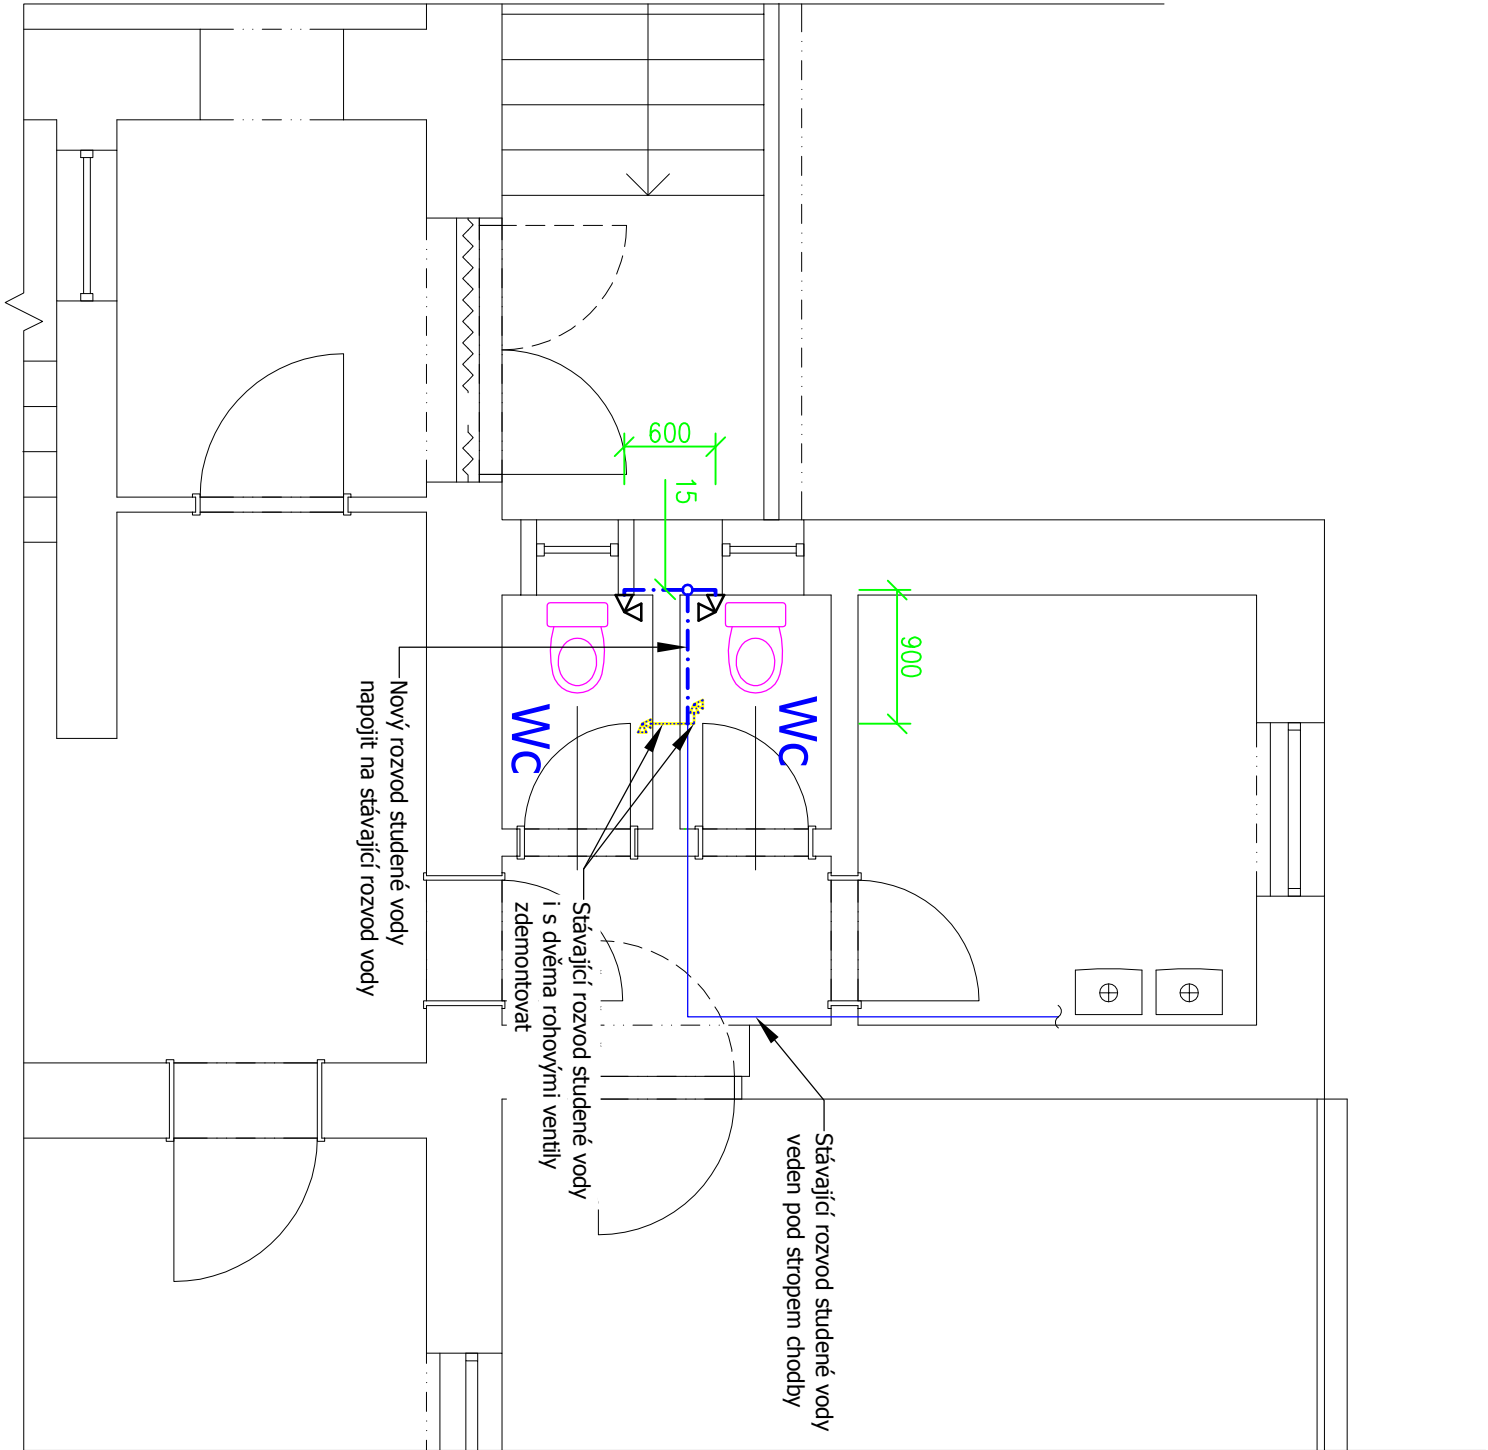 600
15
900
WC
WC
Nový rozvod studené vody
napojit na stávající rozvod vody
Stávající rozvod studené vody
i s dvěma rohovými ventily
zdemontovat
Stávající rozvod studené vody
veden pod stropem chodby